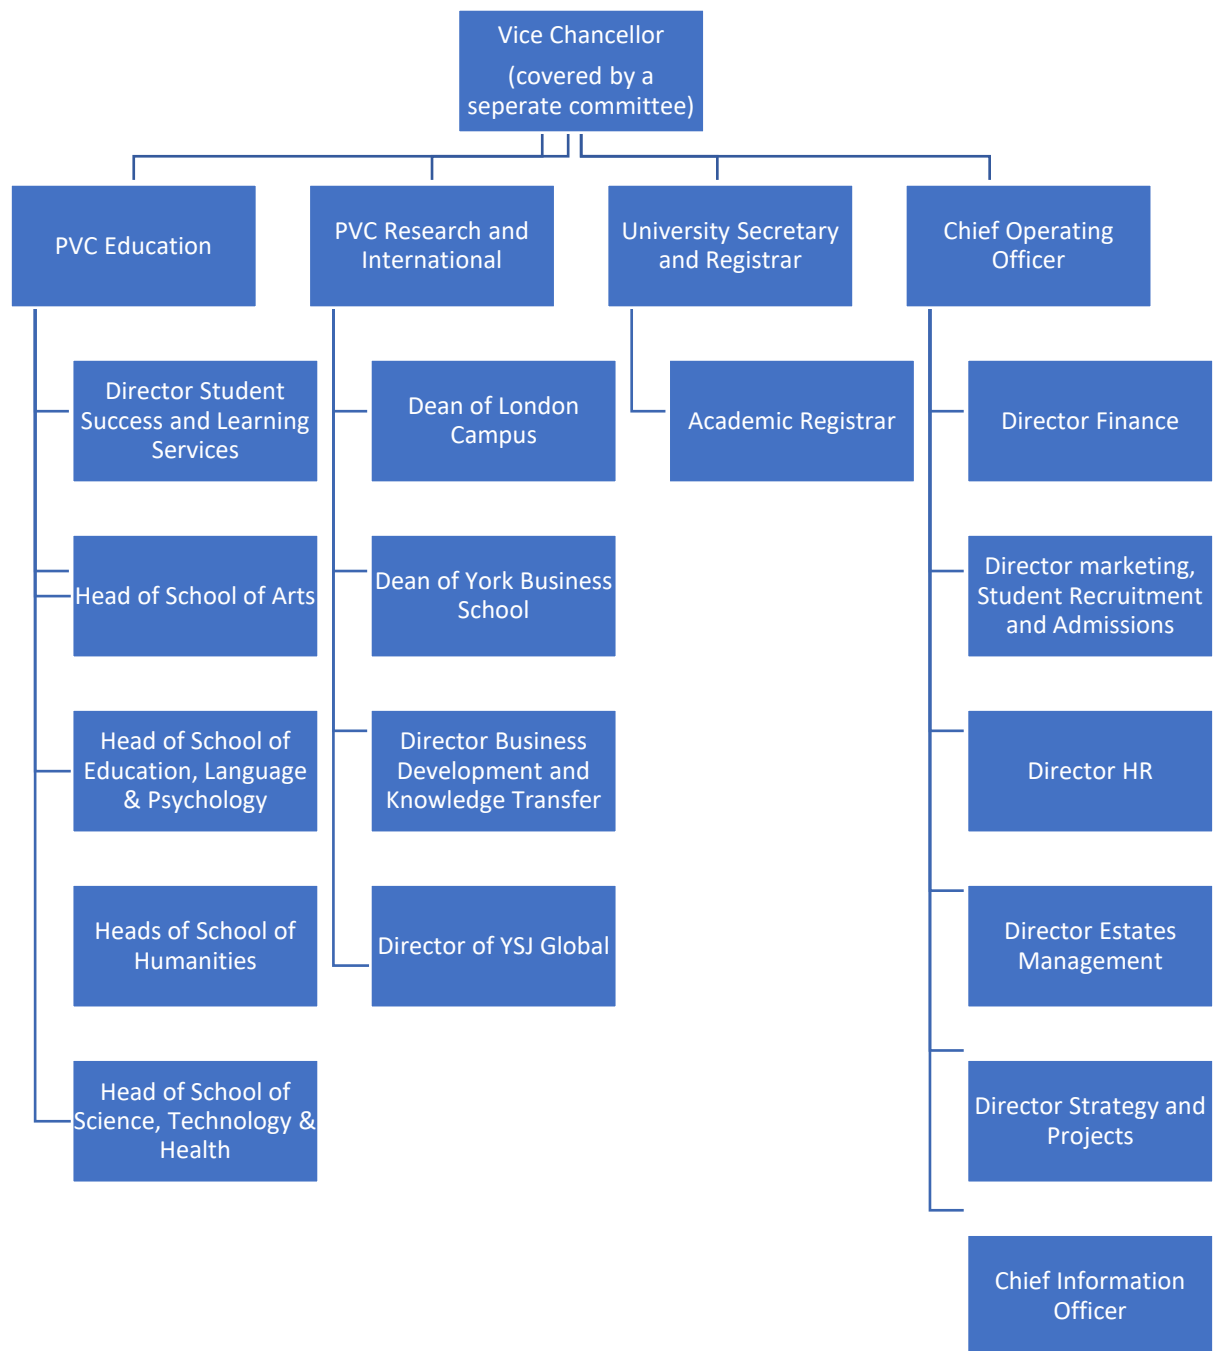 Vice Chancellor
(covered by a
seperate committee)
PVC Education
PVC Research and
International
University Secretary
and Registrar
Chief Operating
Officer
Director Student
Success and Learning
Services
Dean of London
Campus
Academic Registrar
Director Finance
Head of School of Arts
Dean of York Business
School
Director marketing,
Student Recruitment
and Admissions
Head of School of
Education, Language
& Psychology
Director Business
Development and
Knowledge Transfer
Director HR
Heads of School of
Humanities
Director of YSJ Global
Director Estates
Management
Head of School of
Science, Technology &
Health
Director Strategy and
Projects
Chief Information
Officer